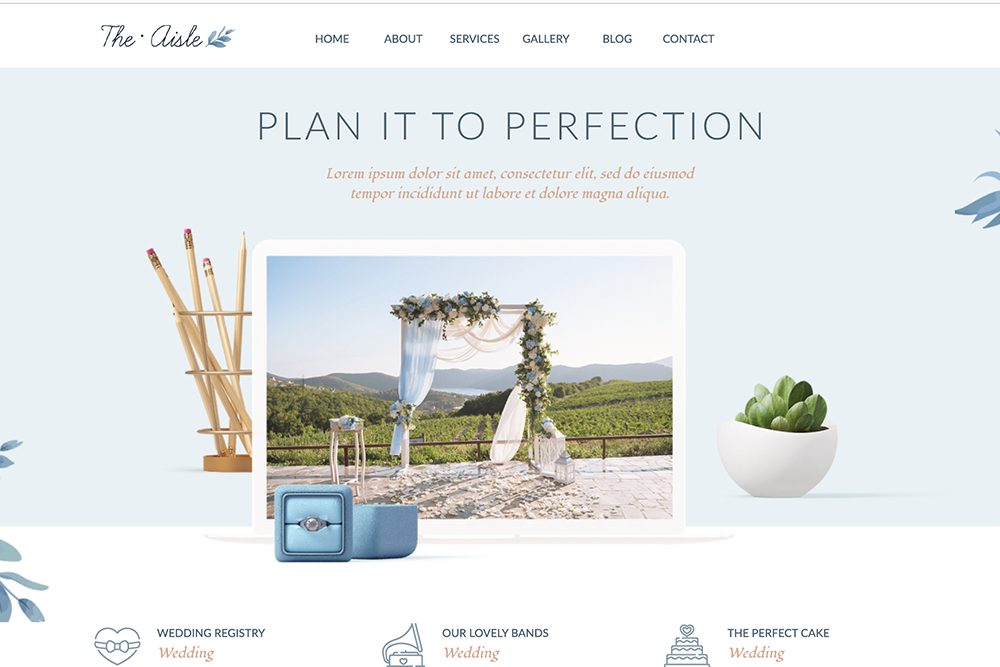 The · Aisle
HOME ABOUT SERVICES GALLERY BLOG CONTACT
PLAN IT TO PERFECTION
Lorem ipsum dolor sit amet, consectetur elit, sed do eiusmod
tempor incididunt ut labore et dolore magna aliqua.
WEDDING REGISTRY
Wedding
OUR LOVELY BANDS
Wedding
THE PERFECT CAKE
Wedding